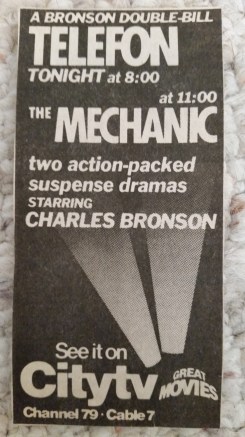 A BRONSON DOUBLE-BILL
TELEFON
TONIGHT at 8:00
at 11:00
THE MECHANIC
two action-packed
suspense dramas
STARRING
CHARLES BRONSON
See it on
Citytv
GREAT
MOVIES
Channel 79 · Cable 7